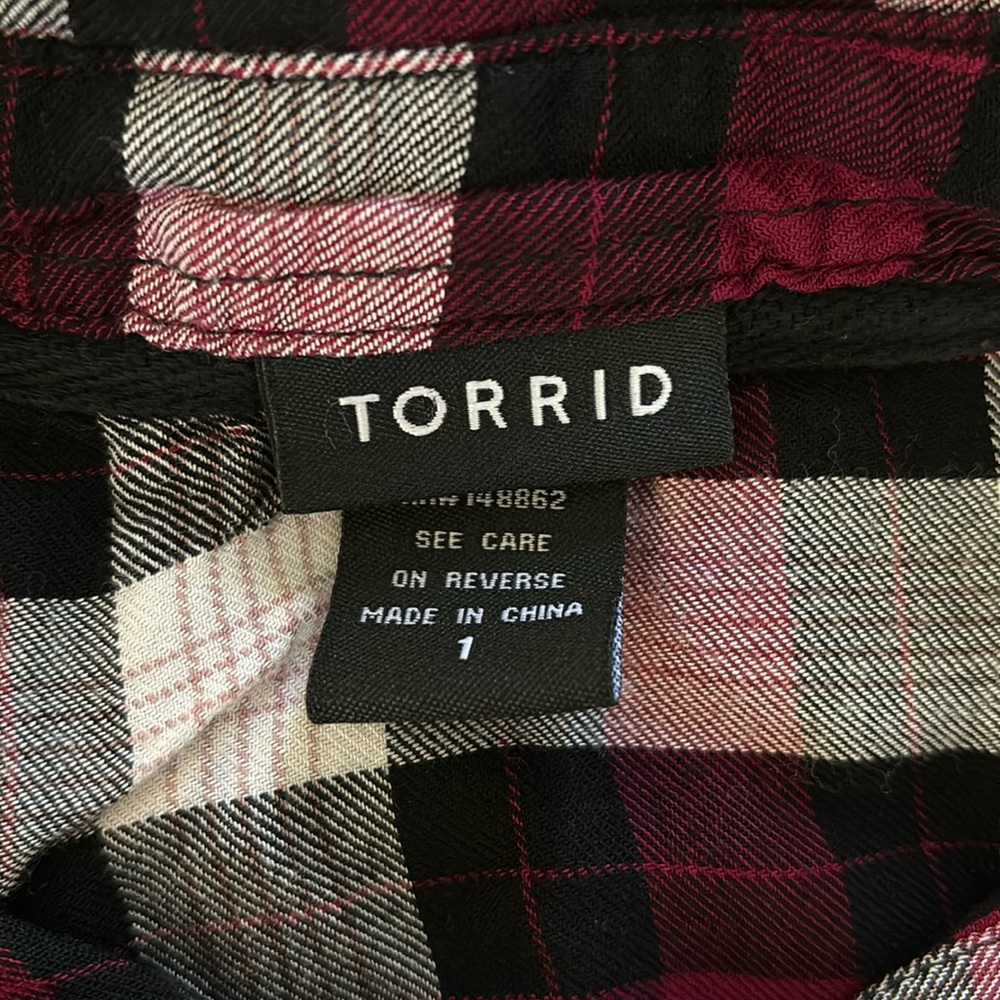 TORRID
148862
SEE CARE
ON REVERSE
MADE IN CHINA
1